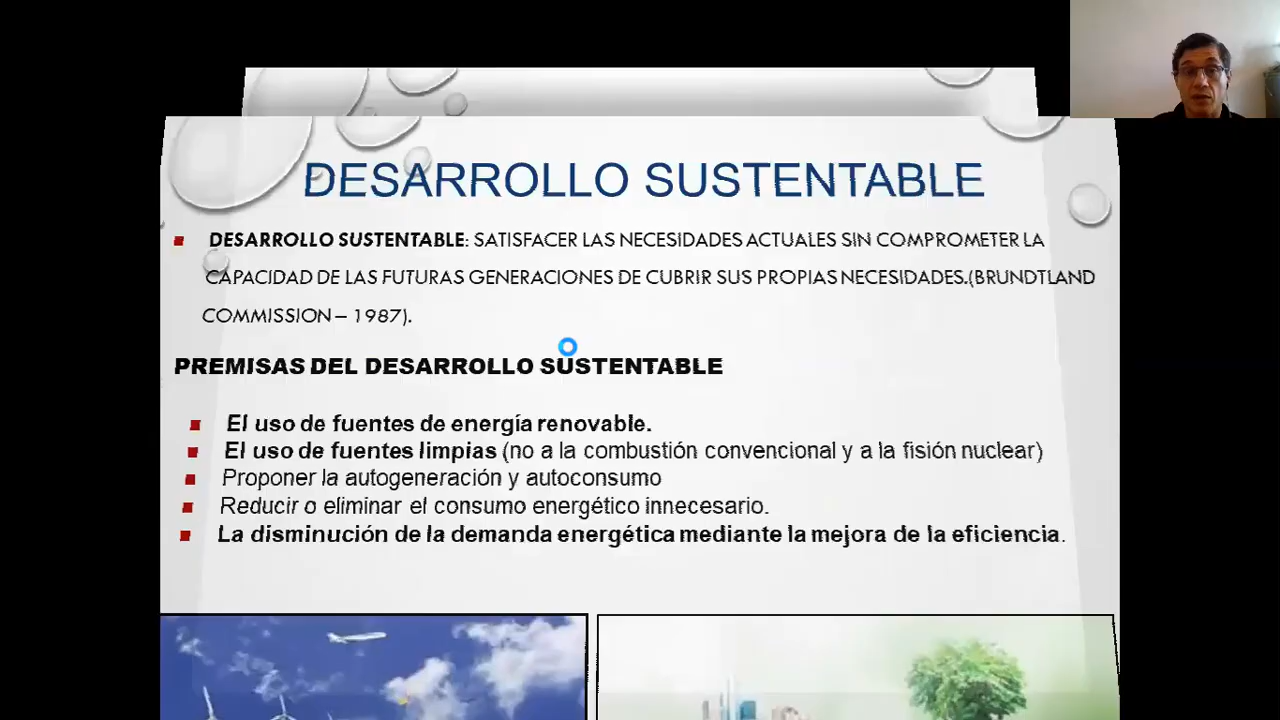 DESARROLLO SUSTENTABLE
DESARROLLO SUSTENTABLE: SATISFACER LAS NECESIDADES ACTUALES SIN COMPROMETER LA
CAPACIDAD DE LAS FUTURAS GENERACIONES DE CUBRIR SUS PROPIAS NECESIDADES.(BRUNDTLAND
COMMISSION – 1987).
PREMISAS DEL DESARROLLO SUSTENTABLE
El uso de fuentes de energía renovable.
El uso de fuentes limpias (no a la combustión convencional y a la fisión nuclear)
Proponer la autogeneración y autoconsumo
Reducir o eliminar el consumo energético innecesario.
La disminución de la demanda energética mediante la mejora de la eficiencia.